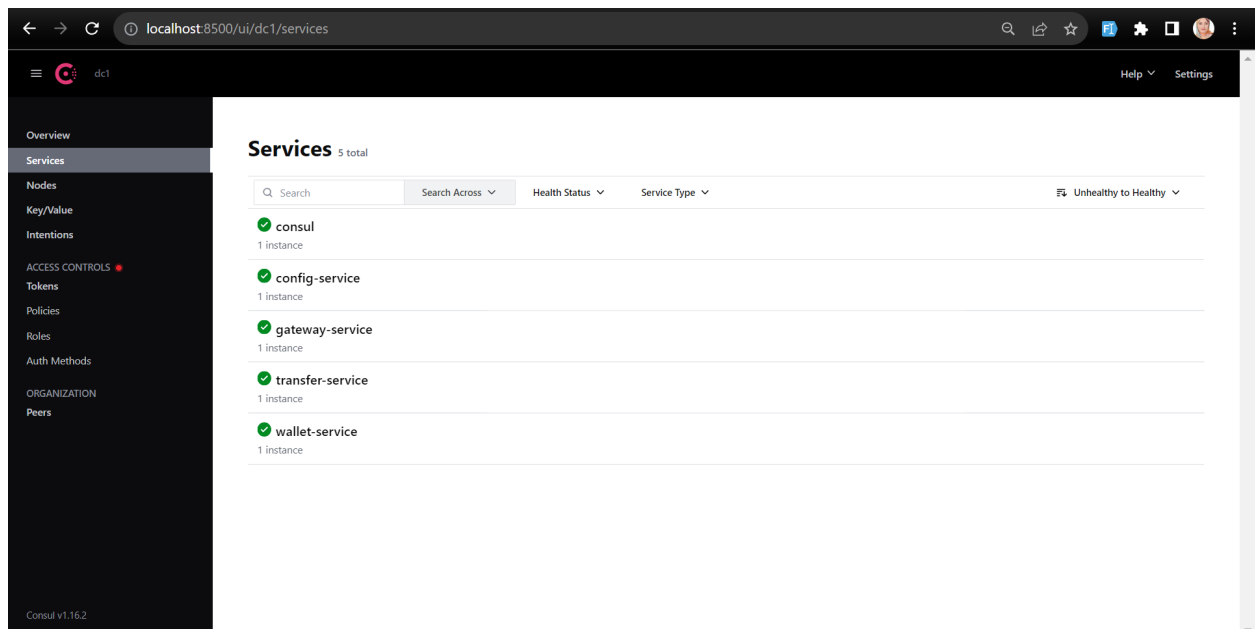 localhost:8500/ui/dc1/services
dc1
Help
Settings
Overview
Services
Nodes
Key/Value
Intentions
ACCESS CONTROLS
Tokens
Policies
Roles
Auth Methods
ORGANIZATION
Peers
Consul v1.16.2
Services 5 total
Search
Search Across
Health Status
Service Type
Unhealthy to Healthy
consul
1 instance
config-service
1 instance
gateway-service
1 instance
transfer-service
1 instance
wallet-service
1 instance